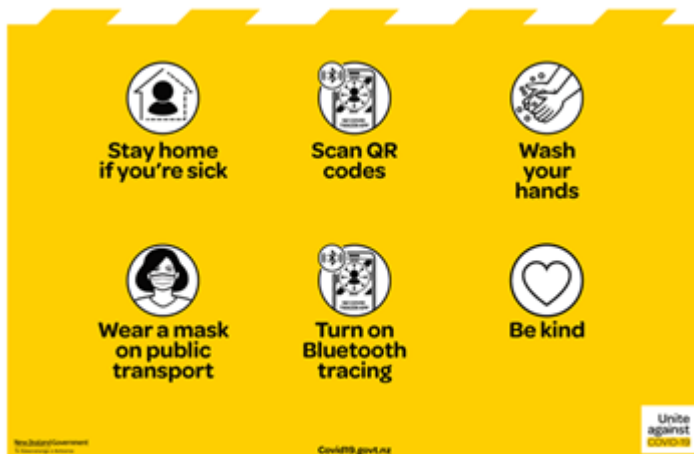 Stay home
if you're sick
Scan QR
codes
Wash
your
hands
Wear a mask
on public
transport
Turn on
Bluetooth
tracing
Be kind
New Zealand Government
Covid19.govt.nz
Unite
against
COVID-19